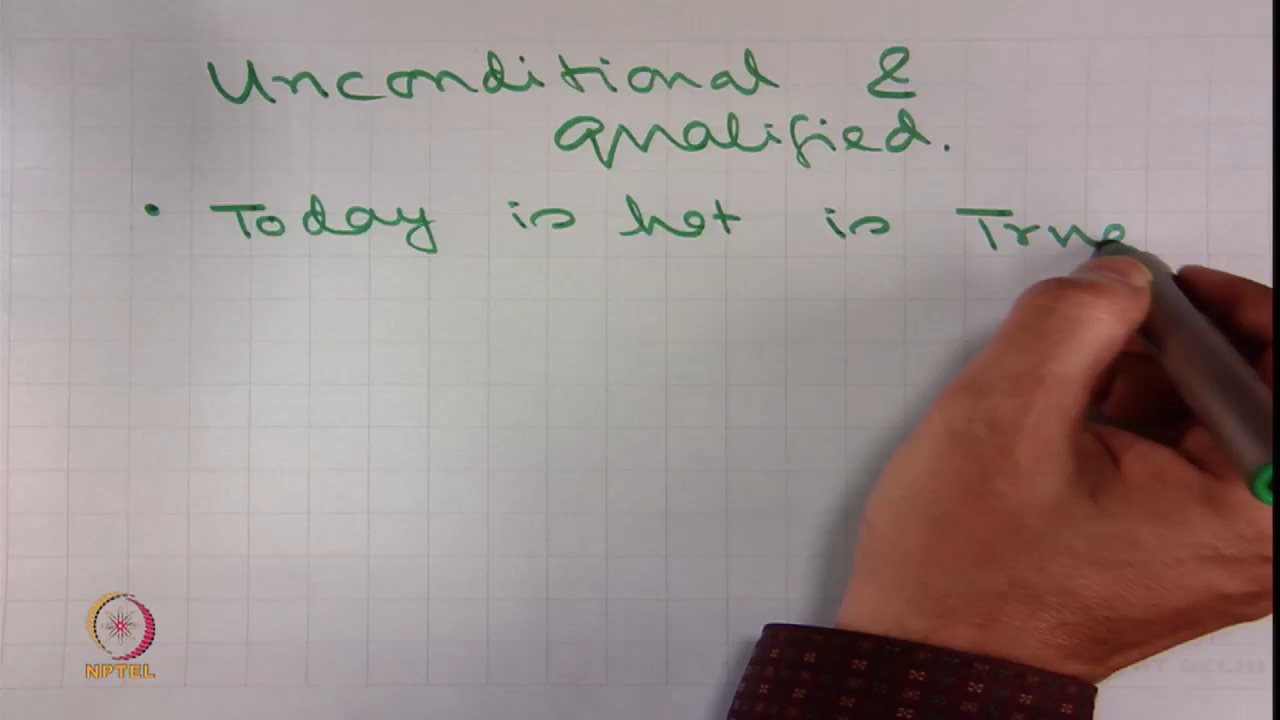 Unconditional &
qualified.
• Today is hot is True
NPTEL